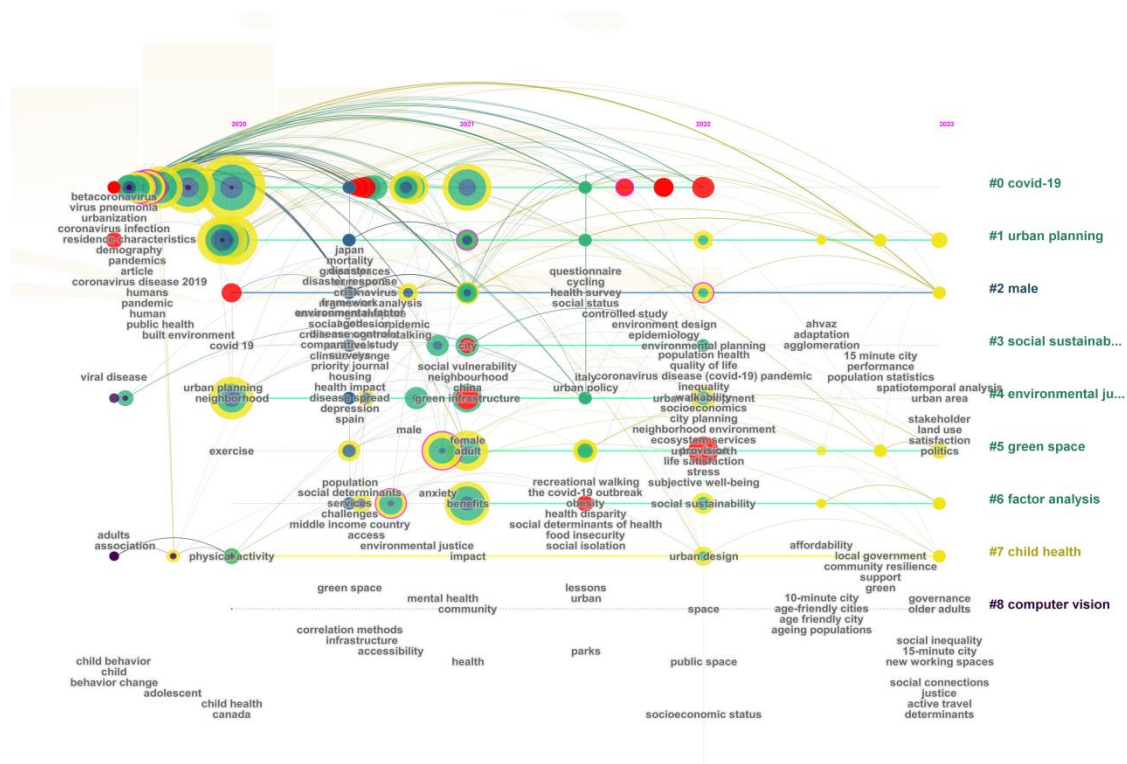 2020
2021
2022
2023
#0 covid-19
#1 urban planning
#2 male
#3 social sustainab...
#4 environmental ju...
#5 green space
#6 factor analysis
#7 child health
#8 computer vision
betacoronavirus
virus pneumonia
urbanization
coronavirus infection
residence characteristics
demography
pandemics
article
coronavirus disease 2019
humans
pandemic
human
public health
built environment
covid 19
viral disease
urban planning
neighborhood
exercise
adults
association
physical activity
child behavior
child
behavior change
adolescent
child health
canada
japan
mortality
disaster
disaster response
framework
environmental factor
epidemic
disease control
walking
comparative study
priority journal
housing
health impact
disease spread
depression
spain
male
population
social determinants
services
challenges
middle income country
access
environmental justice
green space
mental health
community
correlation methods
infrastructure
accessibility
health
city
social vulnerability
neighbourhood
china
green infrastructure
female
adult
anxiety
benefits
impact
questionnaire
cycling
health survey
social status
controlled study
italy
urban policy
recreational walking
the covid-19 outbreak
obesity
health disparity
social determinants of health
food insecurity
social isolation
lessons
urban
parks
environment design
epidemiology
environmental planning
population health
quality of life
coronavirus disease (covid-19) pandemic
inequality
walkability
socioeconomics
city planning
neighborhood environment
ecosystem services
provision
life satisfaction
stress
subjective well-being
social sustainability
urban design
space
public space
socioeconomic status
ahvaz
adaptation
agglomeration
15 minute city
performance
population statistics
spatiotemporal analysis
urban area
stakeholder
land use
satisfaction
politics
affordability
local government
community resilience
support
green
10-minute city
age-friendly cities
age friendly city
ageing populations
governance
older adults
social inequality
15-minute city
new working spaces
social connections
justice
active travel
determinants